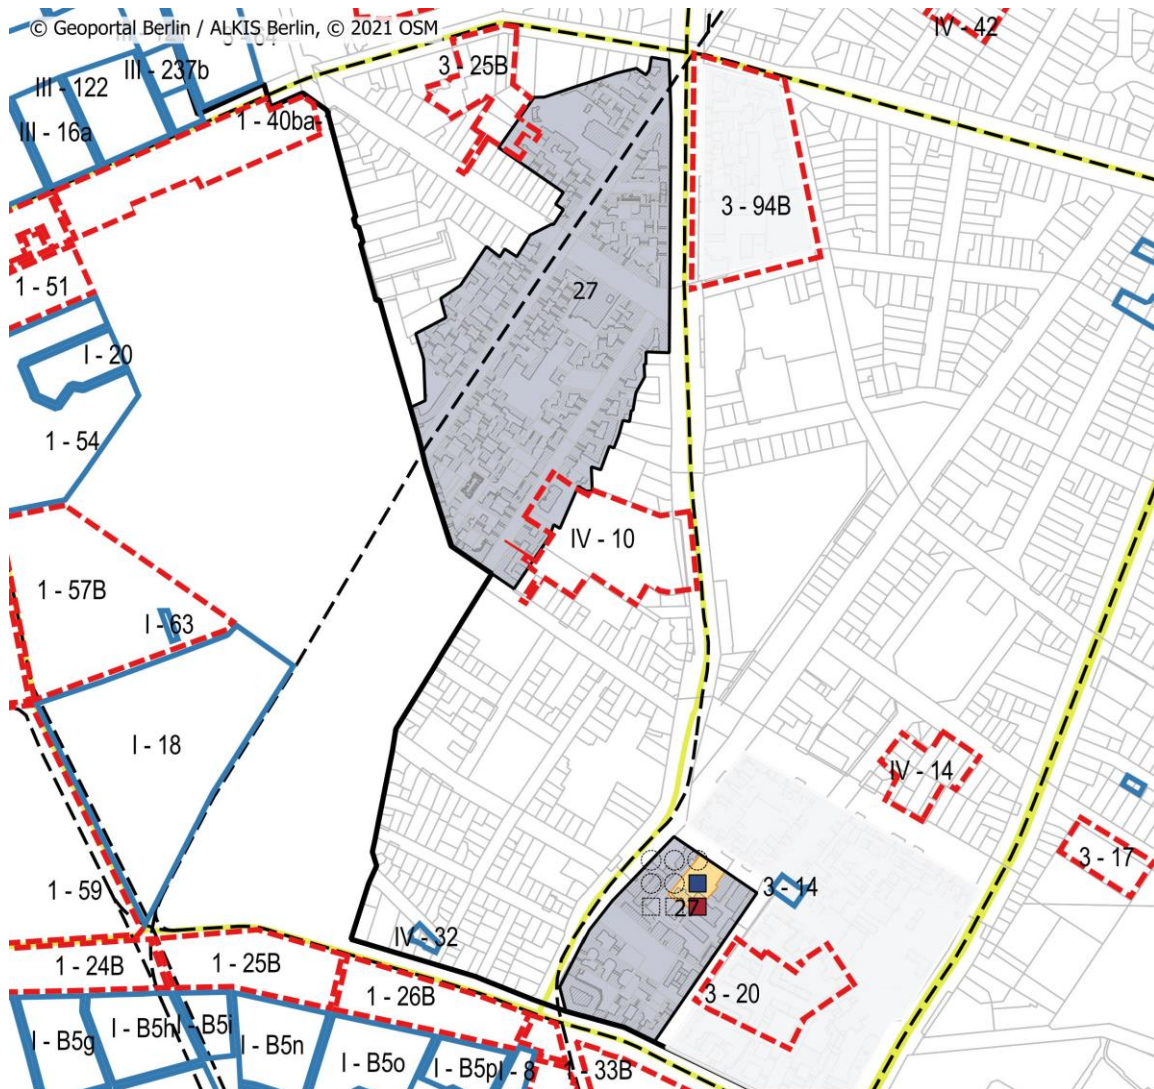 © Geoportal Berlin / ALKIS Berlin, © 2021 OSM
IV - 42
3 - 25B
III - 237b
III - 122
1 - 40ba-
III - 16a
3 - 94B
1 - 51
27
I - 20
1 - 54
IV - 10
1 - 57B
I - 63
I - 18
IV - 14
3 - 17
1 - 59
3 - 14
27
IV - 32
1 - 24B
1 - 25B
3 - 20
1 - 26B
I - B5g
I - B5h
I - B5i
I - B5n
I - B5o
I - B5p
I - 8
1 - 33B